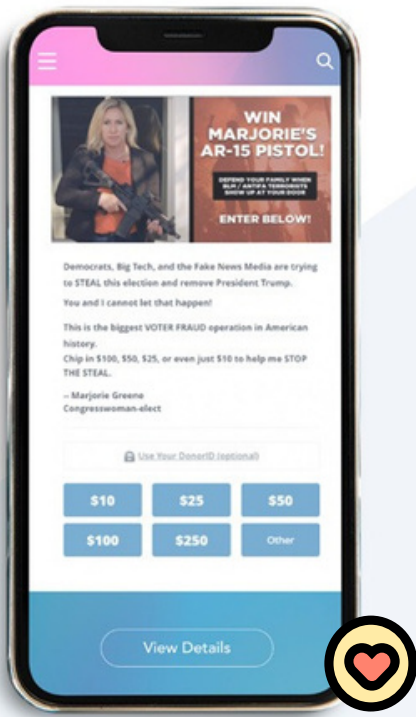 WIN
MARJORIE'S
AR-15 PISTOL!
DEFEND YOUR FAMILY WHEN
BLM / ANTIFA TERRORISTS
SHOW UP AT YOUR DOOR
ENTER BELOW!
Democrats, Big Tech, and the Fake News Media are trying
to STEAL this election and remove President Trump.
You and I cannot let that happen!
This is the biggest VOTER FRAUD operation in American
history.
Chip in $100, $50, $25, or even just $10 to help me STOP
THE STEAL.
-- Marjorie Greene
Congresswoman-elect
Use Your DonorID (optional)
$10 $25 $50
$100 $250 Other
View Details